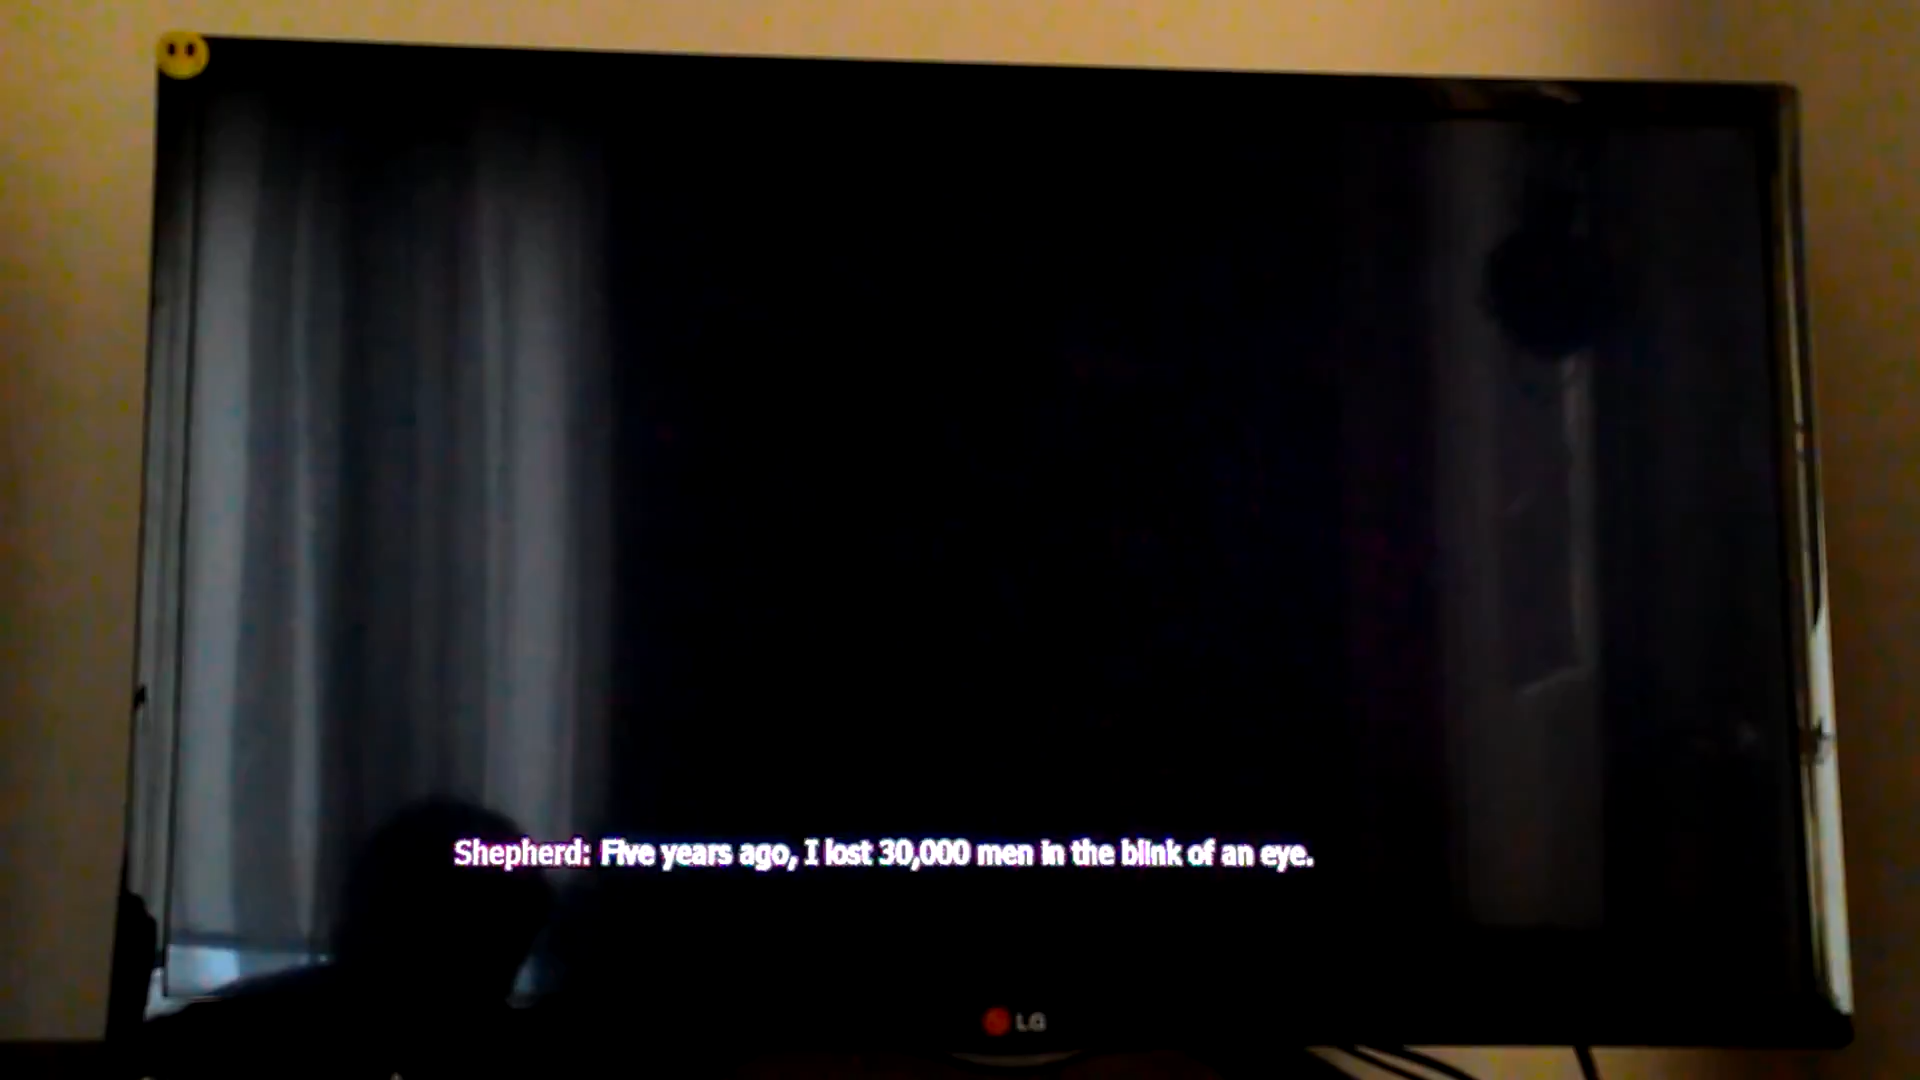 Shepherd: Five years ago, I lost 30,000 men in the blink of an eye.
LG